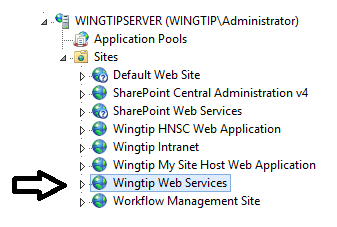 WINGTIPSERVER (WINGTIP\Administrator)
Application Pools
Sites
Default Web Site
SharePoint Central Administration v4
SharePoint Web Services
Wingtip HNSC Web Application
Wingtip Intranet
Wingtip My Site Host Web Application
Wingtip Web Services
Workflow Management Site